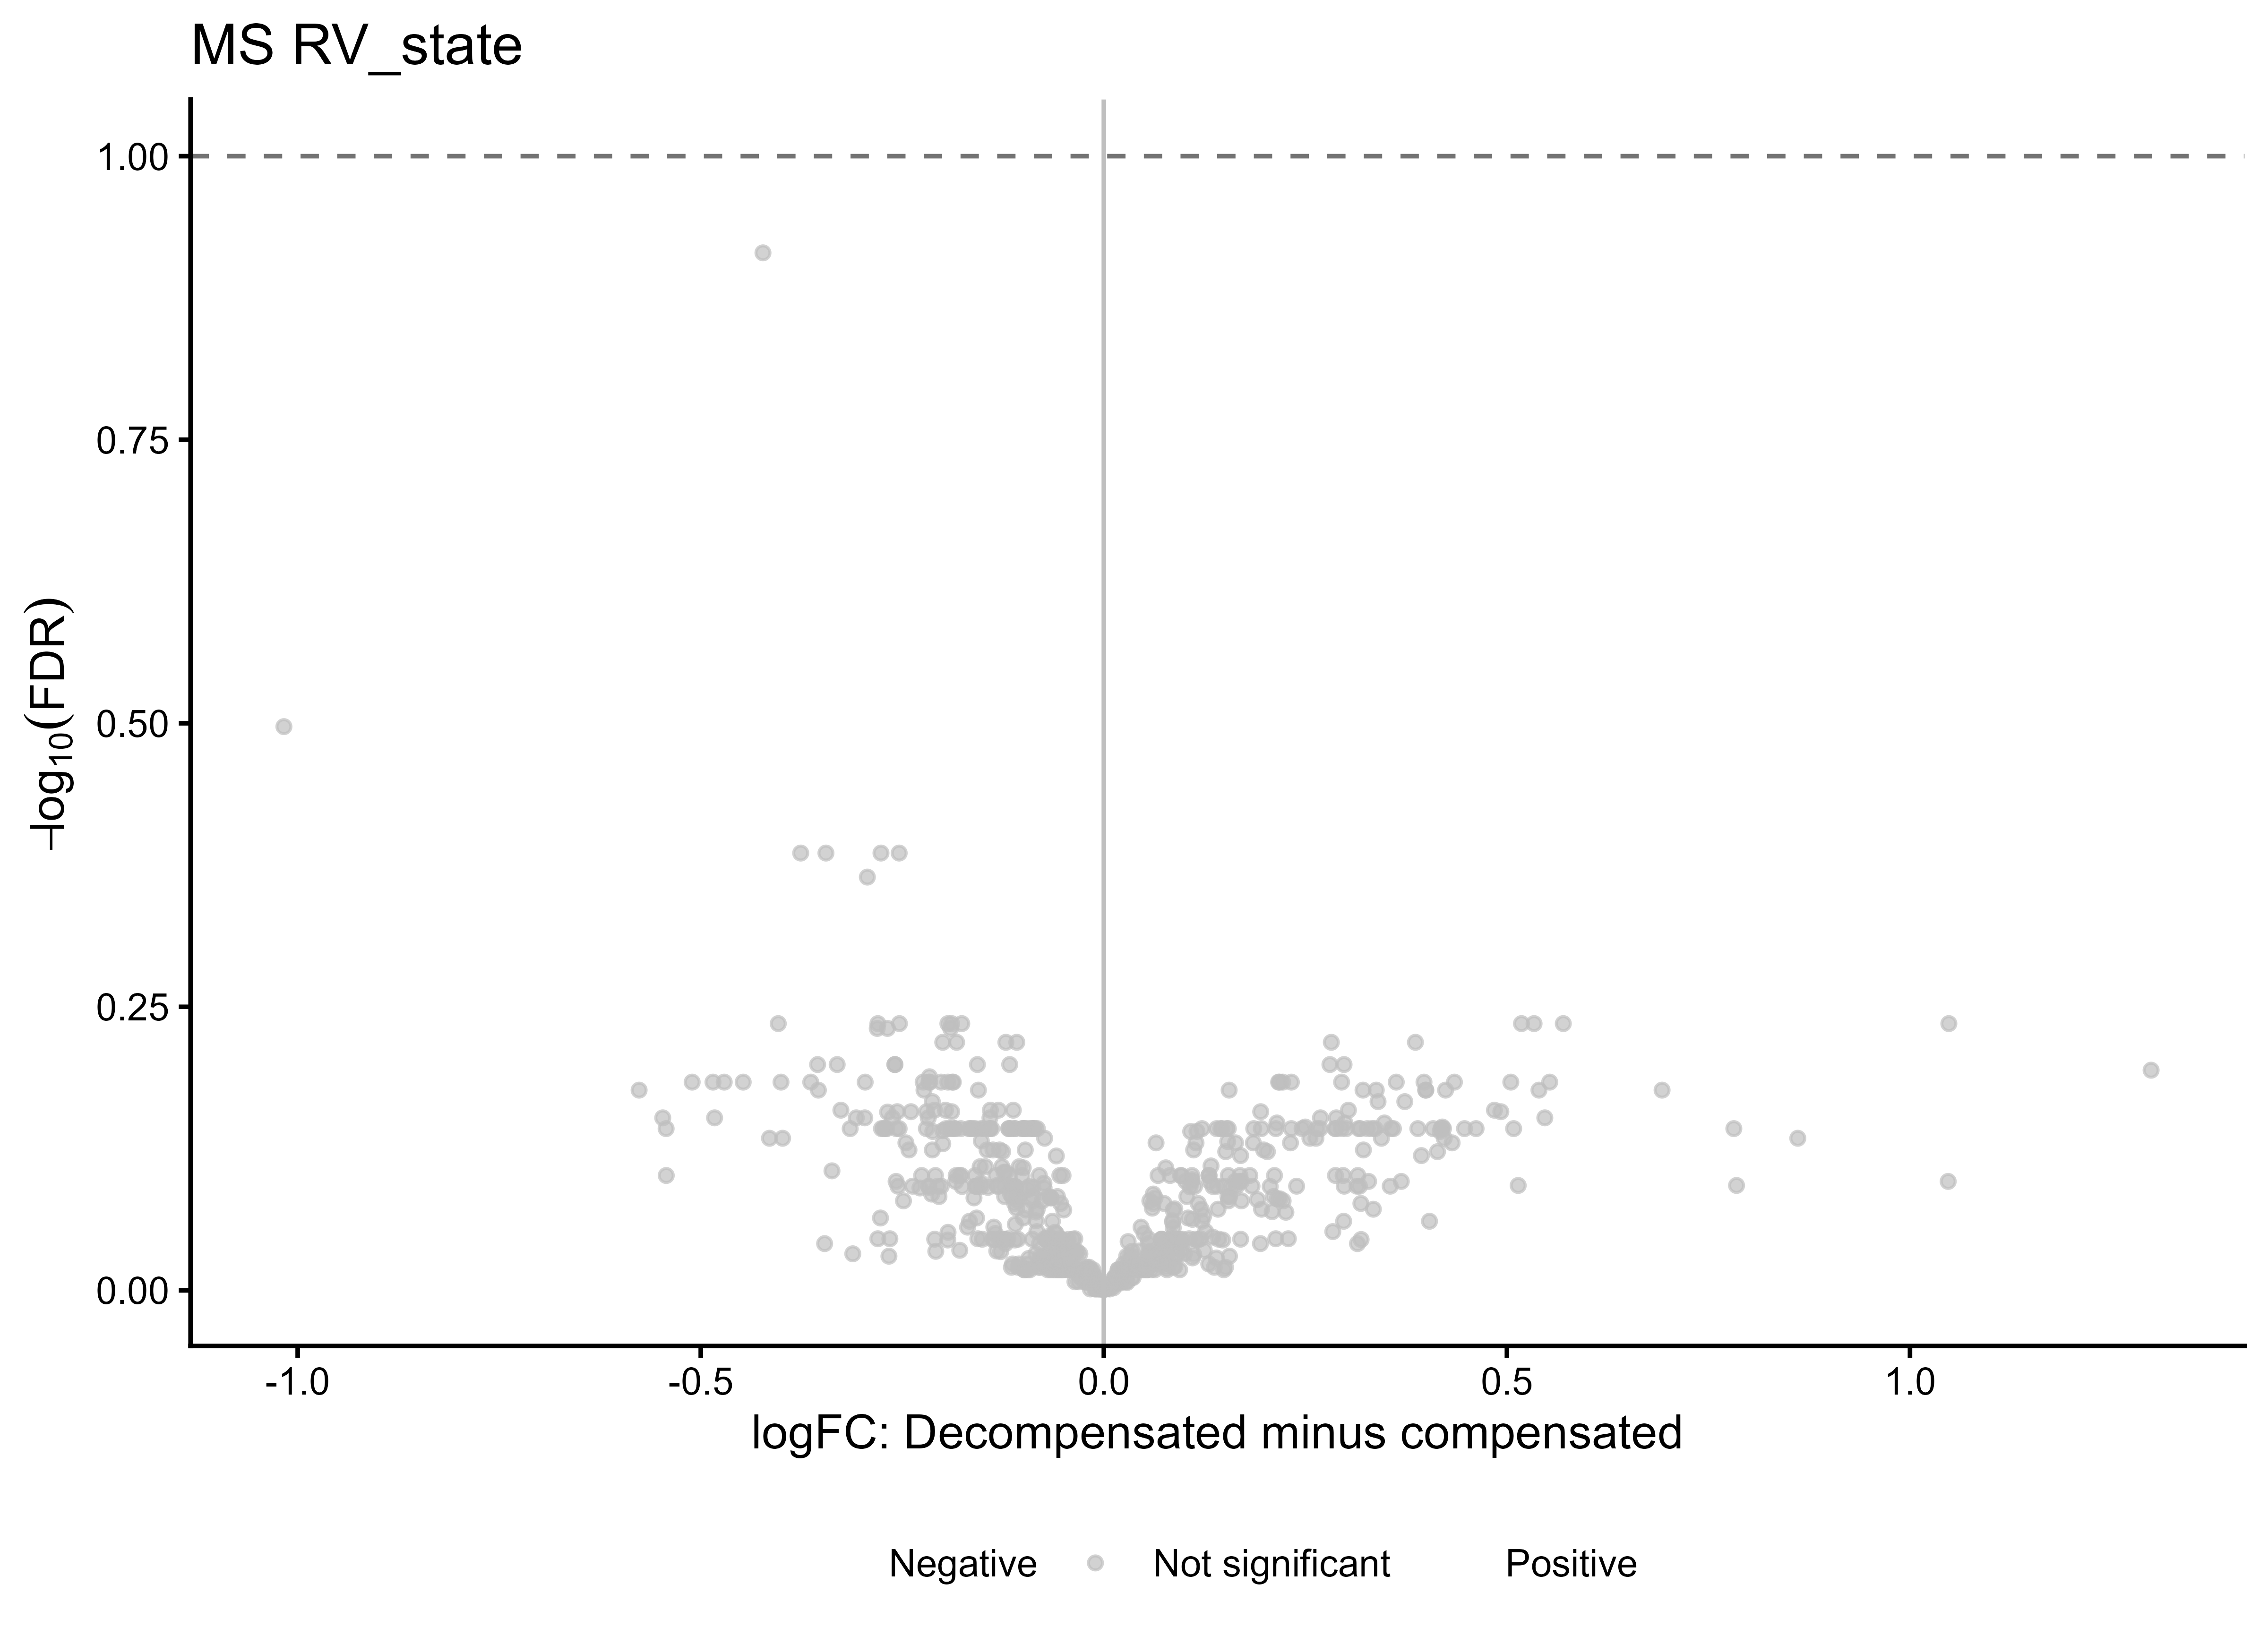 MS RV_state
1.00
0.75
0.50
0.25
0.00
−log10(FDR)
-1.0 -0.5 0.0 0.5 1.0
logFC: Decompensated minus compensated
Negative Not significant Positive